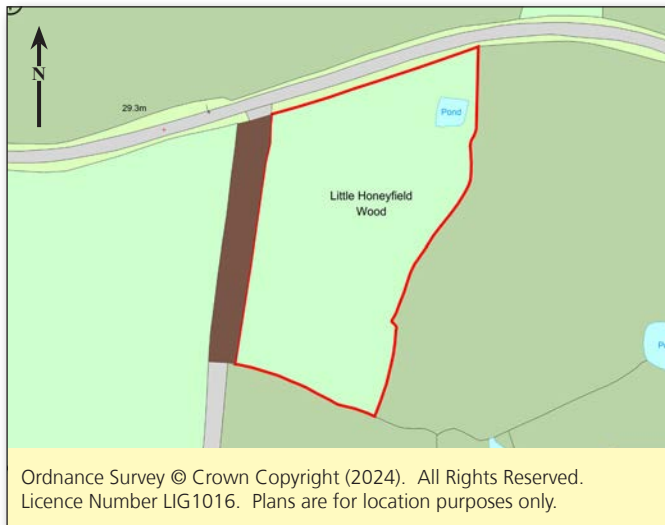 N
29.3m
Pond
Little Honeyfield
Wood
Ordnance Survey © Crown Copyright (2024). All Rights Reserved.
Licence Number LIG1016. Plans are for location purposes only.